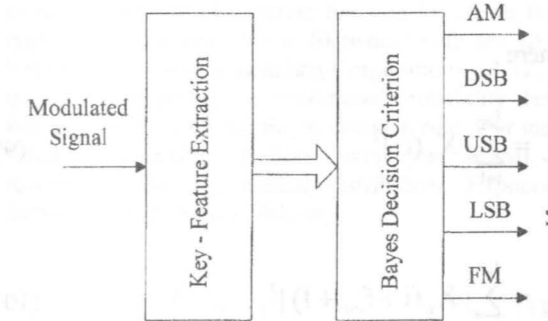 Modulated
Signal
Key - Feature Extraction
Bayes Decision Criterion
AM
DSB
USB
LSB
FM